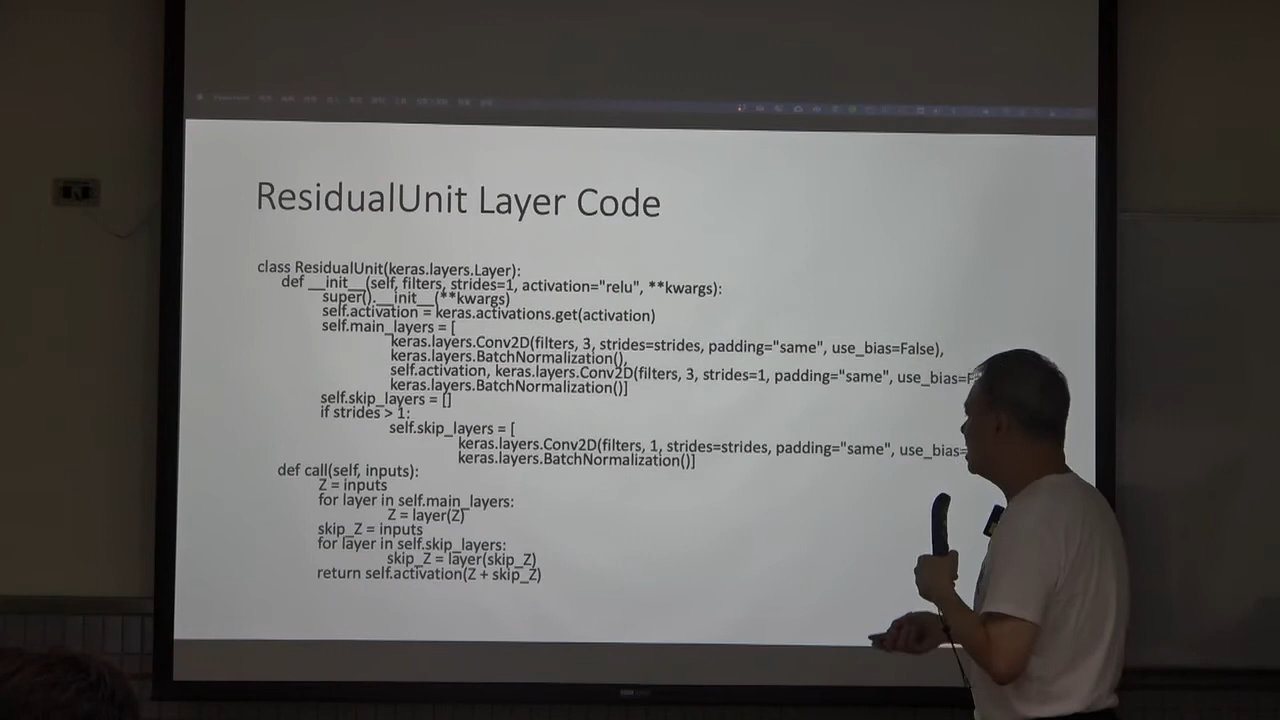 ResidualUnit Layer Code
class ResidualUnit(keras.layers.Layer):
def __init__(self, filters, strides=1, activation="relu", **kwargs):
super().__init__(**kwargs)
self.activation = keras.activations.get(activation)
self.main_layers = [
keras.layers.Conv2D(filters, 3, strides=strides, padding="same", use_bias=False),
keras.layers.BatchNormalization(),
self.activation, keras.layers.Conv2D(filters, 3, strides=1, padding="same", use_bias=F
keras.layers.BatchNormalization()]
self.skip_layers = []
if strides > 1:
self.skip_layers = [
keras.layers.Conv2D(filters, 1, strides=strides, padding="same", use_bias=
keras.layers.BatchNormalization()]
def call(self, inputs):
Z = inputs
for layer in self.main_layers:
Z = layer(Z)
skip_Z = inputs
for layer in self.skip_layers:
skip_Z = layer(skip_Z)
return self.activation(Z + skip_Z)